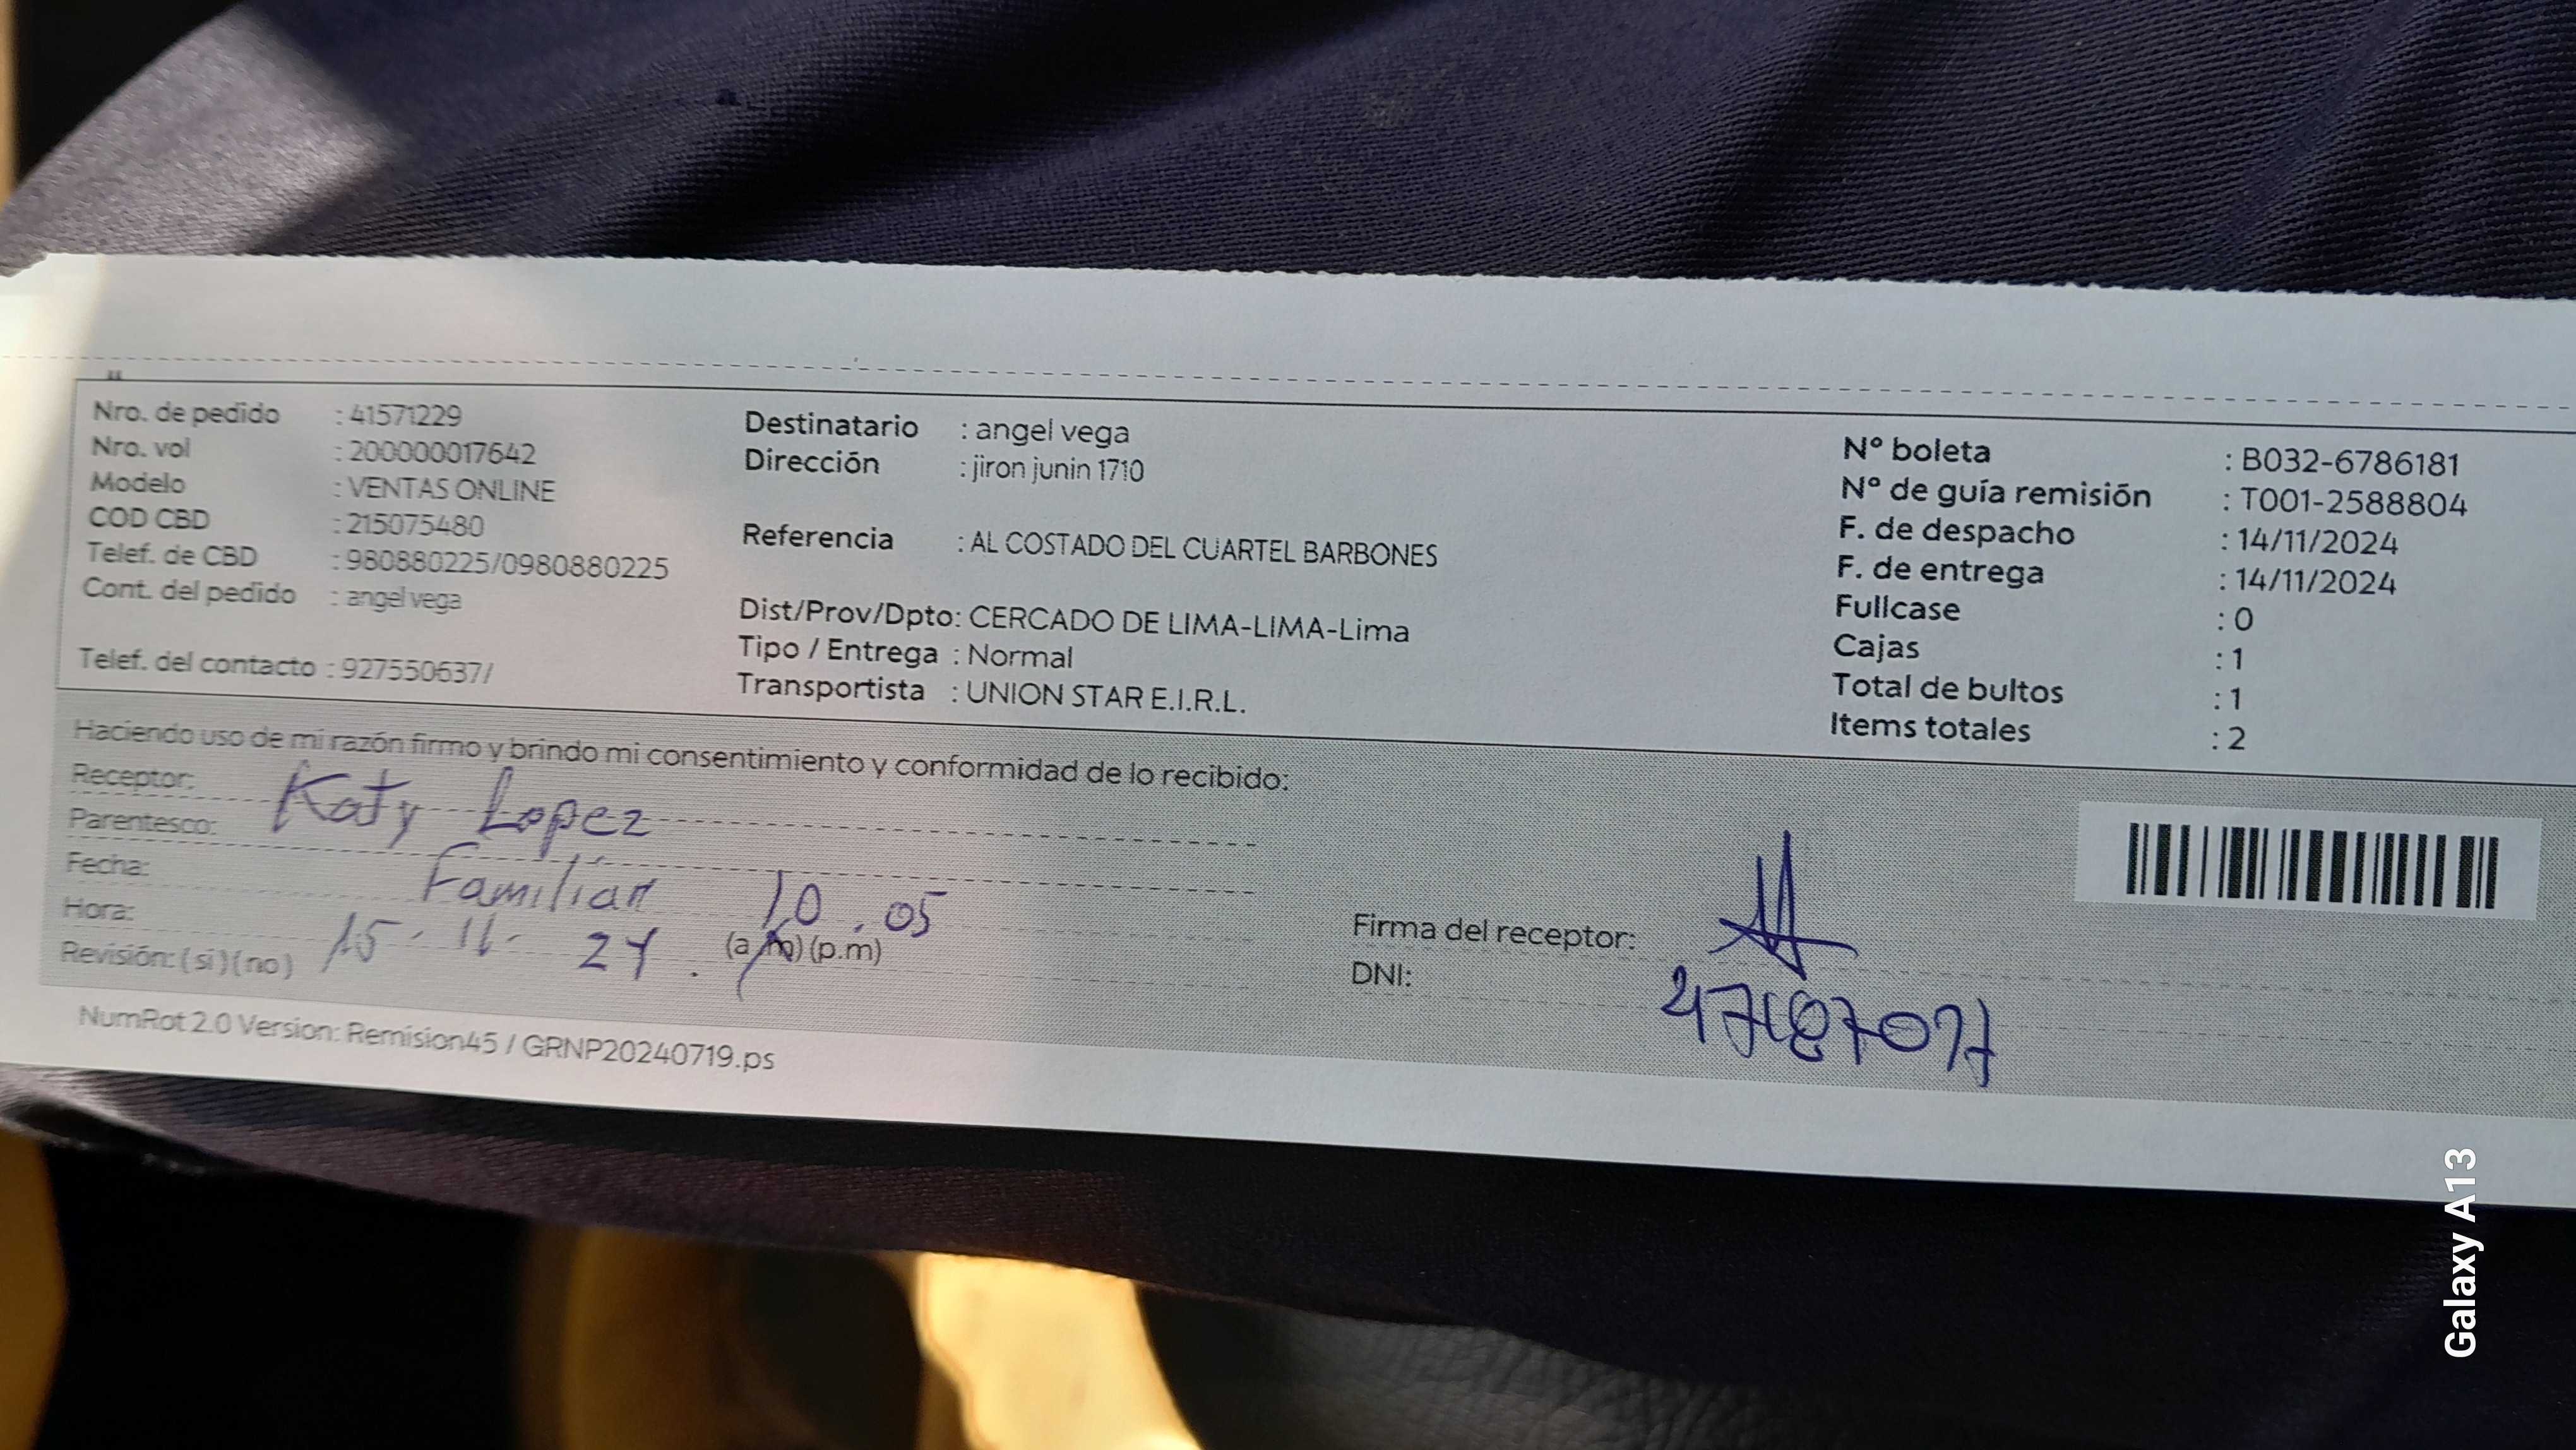 Nro. de pedido : 41571229
Nro. vol : 200000017642
Modelo : VENTAS ONLINE
COD CBD : 215075480
Telef. de CBD : 980880225/0980880225
Cont. del pedido : angel vega
Telef. del contacto : 927550637/
Destinatario : angel vega
Dirección : jiron junin 1710
Referencia : AL COSTADO DEL CUARTEL BARBONES
Dist/Prov/Dpto: CERCADO DE LIMA-LIMA-Lima
Tipo / Entrega : Normal
Transportista : UNION STAR E.I.R.L.
Nº boleta : B032-6786181
Nº de guía remisión : T001-2588804
F. de despacho : 14/11/2024
F. de entrega : 14/11/2024
Fullcase : 0
Cajas : 1
Total de bultos : 1
Items totales : 2
Haciendo uso de mi razón firmo y brindo mi consentimiento y conformidad de lo recibido:
Receptor: Katy Lopez
Parentesco: Familiar
Fecha: 15-11-24
Hora: 10.05
(a.m) (p.m)
Revisión: ( si ) ( no )
Firma del receptor:
DNI:
NumRot 2.0 Version: Remision45 / GRNP20240719.ps
Galaxy A13